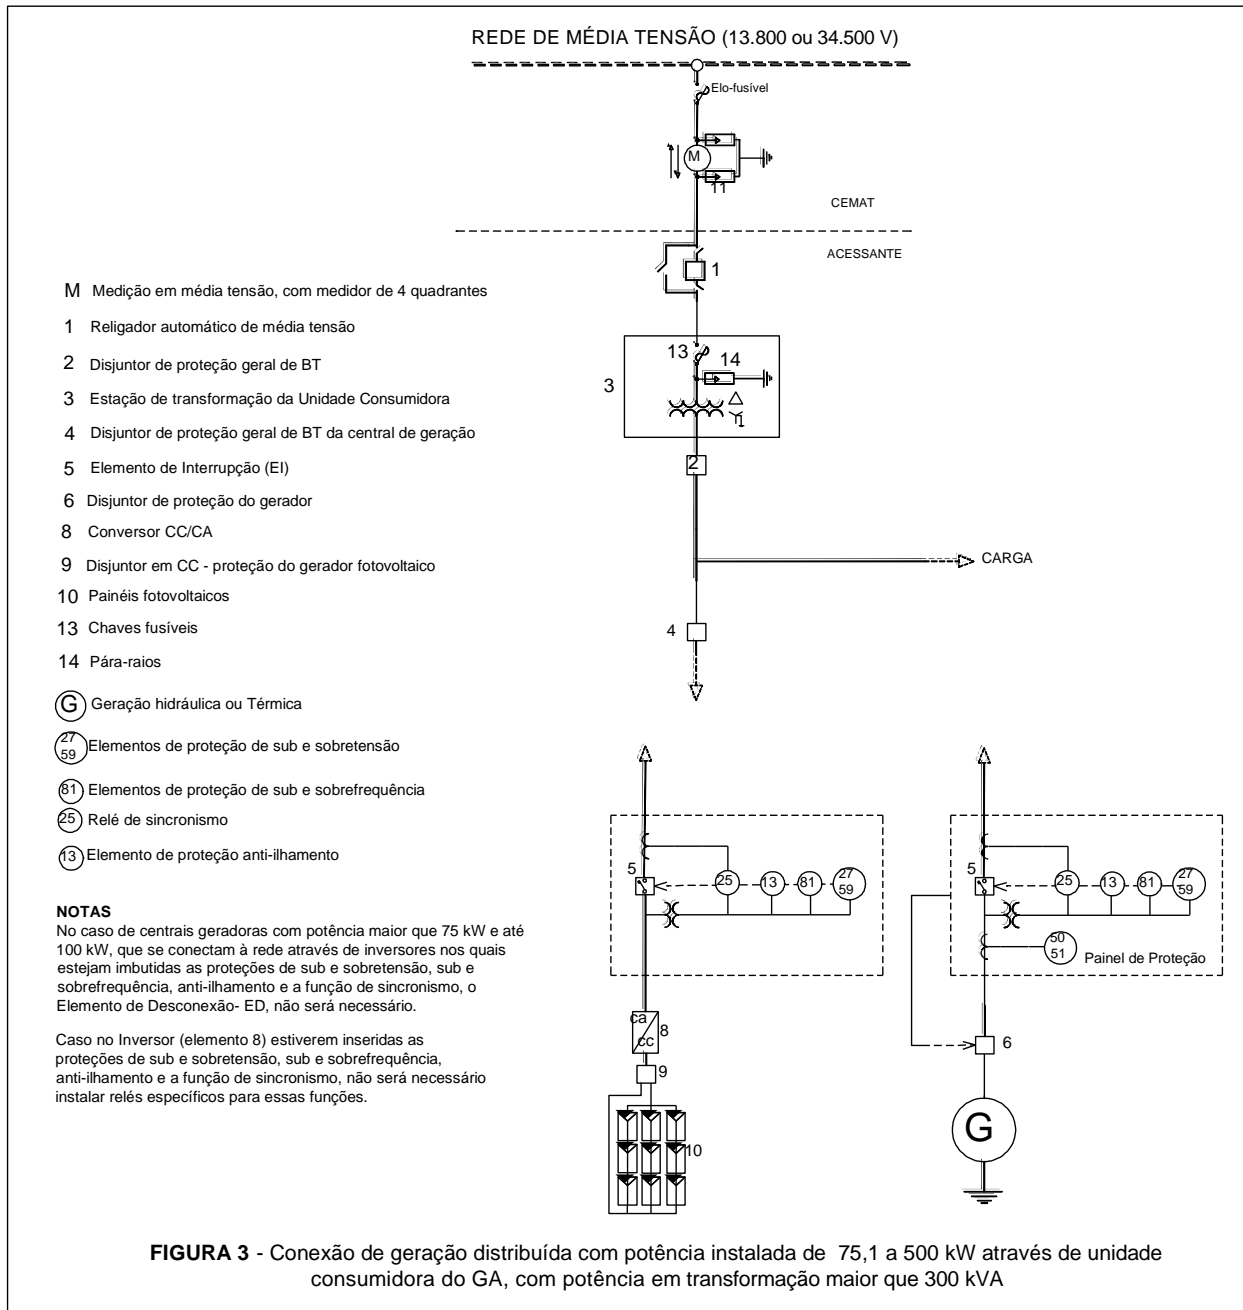 REDE DE MÉDIA TENSÃO (13.800 ou 34.500 V)
Elo-fusível
M
11
CEMAT
ACESSANTE
1
13
14
3
2
CARGA
4
M Medição em média tensão, com medidor de 4 quadrantes
1 Religador automático de média tensão
2 Disjuntor de proteção geral de BT
3 Estação de transformação da Unidade Consumidora
4 Disjuntor de proteção geral de BT da central de geração
5 Elemento de Interrupção (EI)
6 Disjuntor de proteção do gerador
8 Conversor CC/CA
9 Disjuntor em CC - proteção do gerador fotovoltaico
10 Painéis fotovoltaicos
13 Chaves fusíveis
14 Pára-raios
G Geração hidráulica ou Térmica
27
59 Elementos de proteção de sub e sobretensão
81 Elementos de proteção de sub e sobrefrequência
25 Relé de sincronismo
13 Elemento de proteção anti-ilhamento
NOTAS
No caso de centrais geradoras com potência maior que 75 kW e até
100 kW, que se conectam à rede através de inversores nos quais
estejam imbutidas as proteções de sub e sobretensão, sub e
sobrefrequência, anti-ilhamento e a função de sincronismo, o
Elemento de Desconexão- ED, não será necessário.
Caso no Inversor (elemento 8) estiverem inseridas as
proteções de sub e sobretensão, sub e sobrefrequência,
anti-ilhamento e a função de sincronismo, não será necessário
instalar relés específicos para essas funções.
5
25
13
81
27
59
ca
cc
8
9
10
5
25
13
81
27
59
50
51
Painel de Proteção
6
G
FIGURA 3 - Conexão de geração distribuída com potência instalada de 75,1 a 500 kW através de unidade
consumidora do GA, com potência em transformação maior que 300 kVA